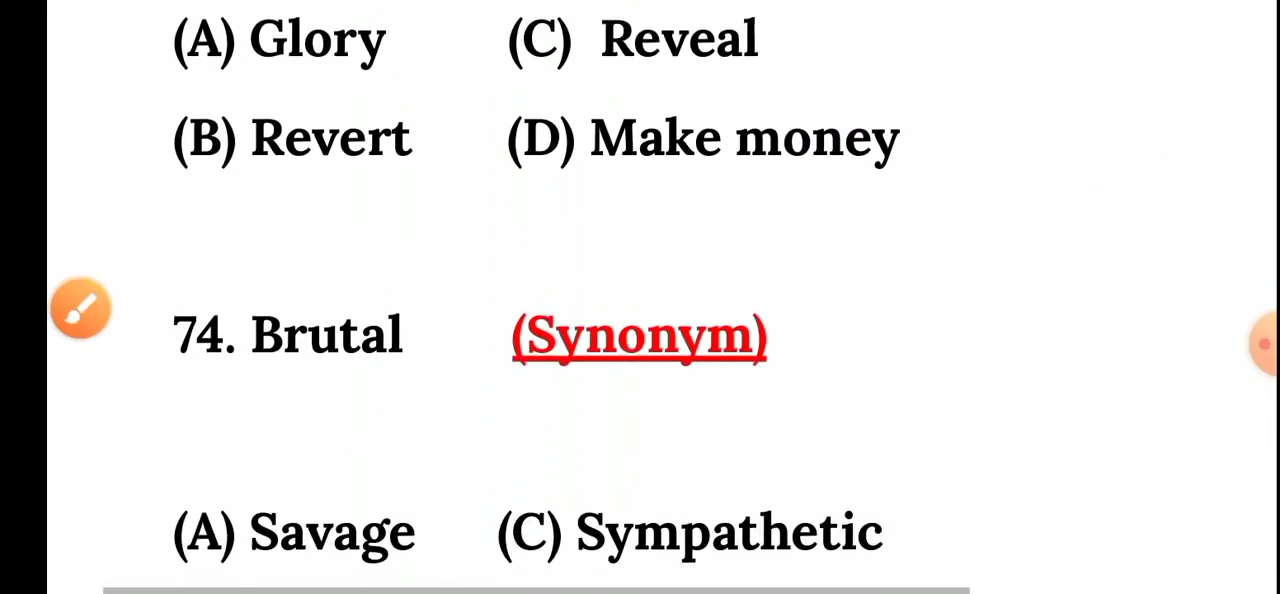 (A) Glory (C) Reveal
(B) Revert (D) Make money
74. Brutal (Synonym)
(A) Savage (C) Sympathetic